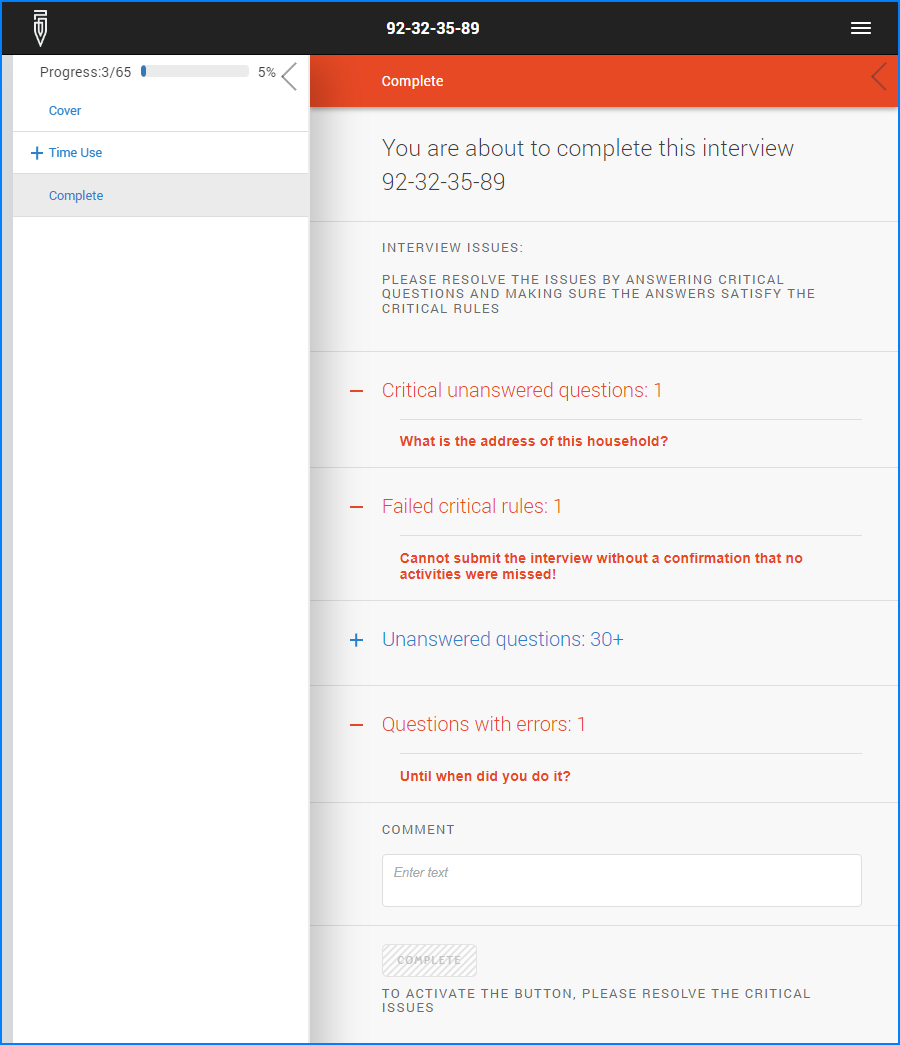 92-32-35-89
Progress:3/65 5%
Cover
Time Use
Complete
Complete
You are about to complete this interview
92-32-35-89
INTERVIEW ISSUES:
PLEASE RESOLVE THE ISSUES BY ANSWERING CRITICAL
QUESTIONS AND MAKING SURE THE ANSWERS SATISFY THE
CRITICAL RULES
Critical unanswered questions: 1
What is the address of this household?
Failed critical rules: 1
Cannot submit the interview without a confirmation that no
activities were missed!
Unanswered questions: 30+
Questions with errors: 1
Until when did you do it?
COMMENT
Enter text
COMPLETE
TO ACTIVATE THE BUTTON, PLEASE RESOLVE THE CRITICAL
ISSUES